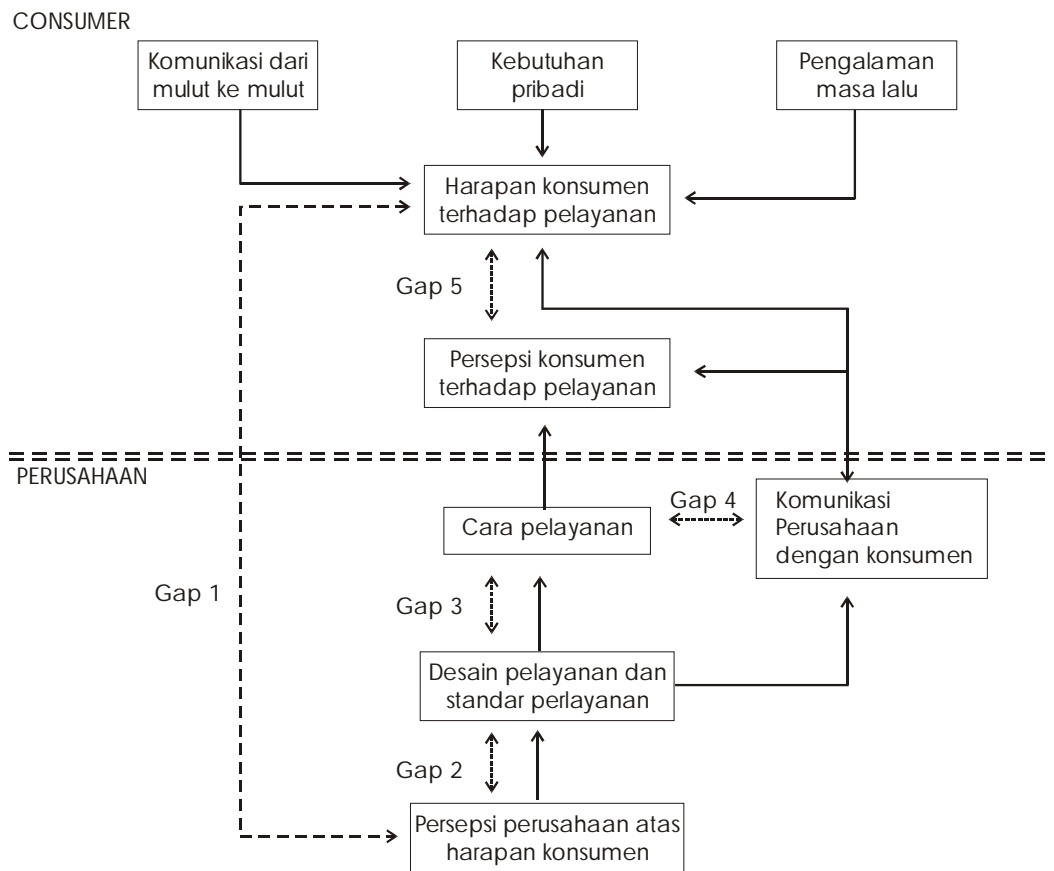 CONSUMER
Komunikasi dari
mulut ke mulut
Kebutuhan
pribadi
Pengalaman
masa lalu
Harapan konsumen
terhadap pelayanan
Gap 5
Persepsi konsumen
terhadap pelayanan
PERUSAHAAN
Cara pelayanan
Gap 4
Komunikasi
Perusahaan
dengan konsumen
Gap 1
Gap 3
Desain pelayanan dan
standar perlayanan
Gap 2
Persepsi perusahaan atas
harapan konsumen